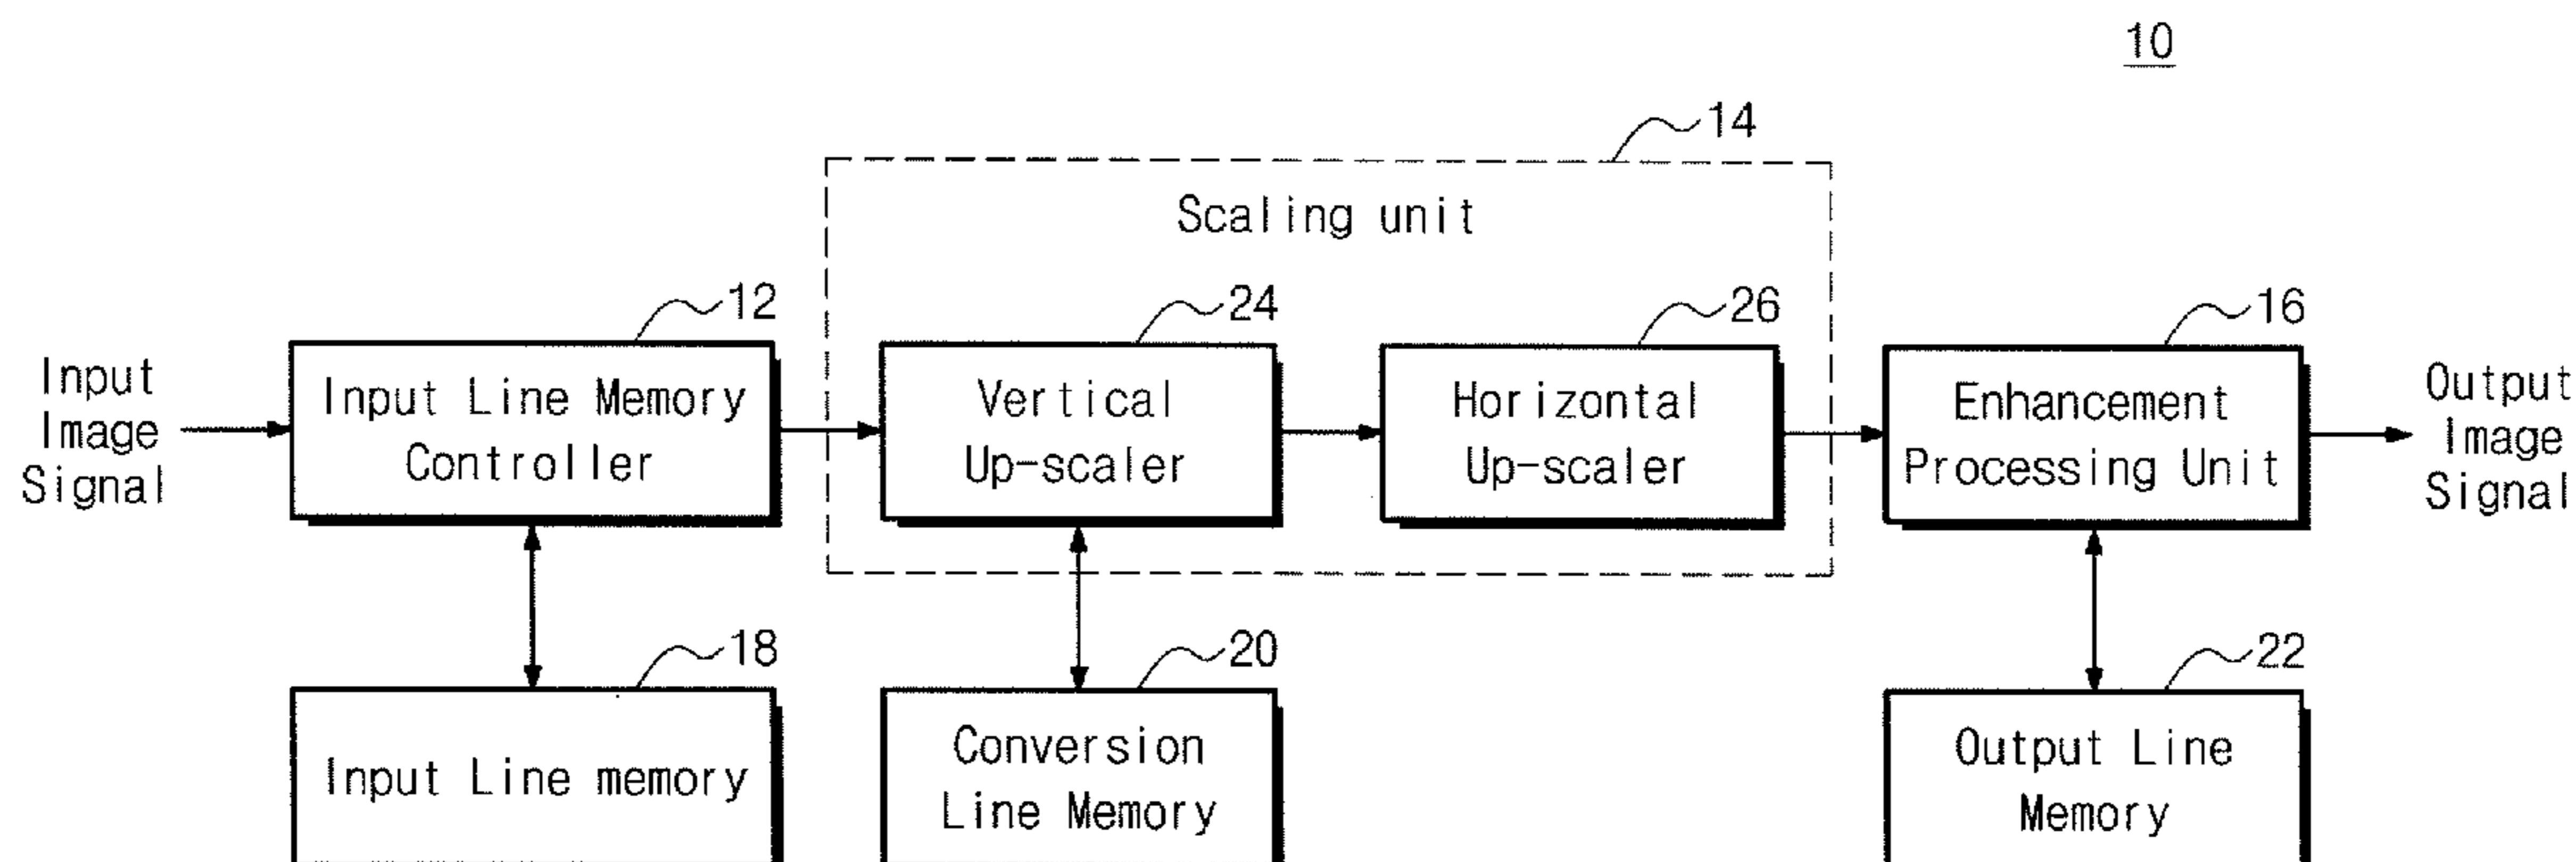 10
14
Scaling unit
12
24
26
16
Input
Image
Signal
Input Line Memory
Controller
Vertical
Up-scaler
Horizontal
Up-scaler
Enhancement
Processing Unit
Output
Image
Signal
18
20
22
Input Line memory
Conversion
Line Memory
Output Line
Memory